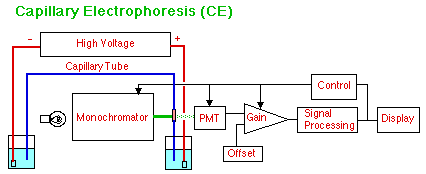 Capillary Electrophoresis (CE)
- High Voltage +
Capillary Tube
Control
Monochromator
PMT
Gain
Signal
Processing
Display
Offset